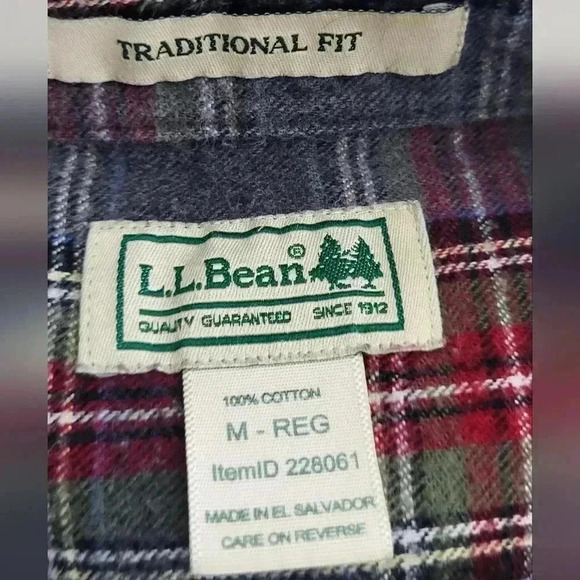 TRADITIONAL FIT
L.L.Bean®
QUALITY GUARANTEED SINCE 1912
100% COTTON
M - REG
ItemID 228061
MADE IN EL SALVADOR
CARE ON REVERSE